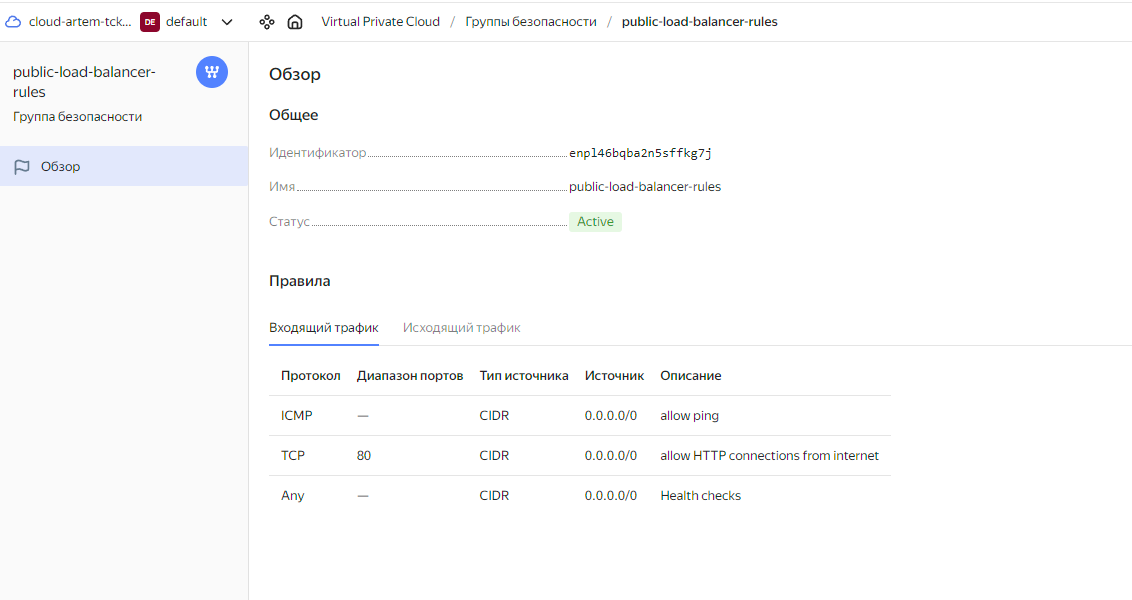 cloud-artem-tck... DE default Virtual Private Cloud / Группы безопасности / public-load-balancer-rules
public-load-balancer-
rules
Группа безопасности
Обзор
Обзор
Общее
Идентификатор enpl46bqba2n5sffkg7j
Имя public-load-balancer-rules
Статус Active
Правила
Входящий трафик Исходящий трафик
Протокол Диапазон портов Тип источника Источник Описание
ICMP — CIDR 0.0.0.0/0 allow ping
TCP 80 CIDR 0.0.0.0/0 allow HTTP connections from internet
Any — CIDR 0.0.0.0/0 Health checks